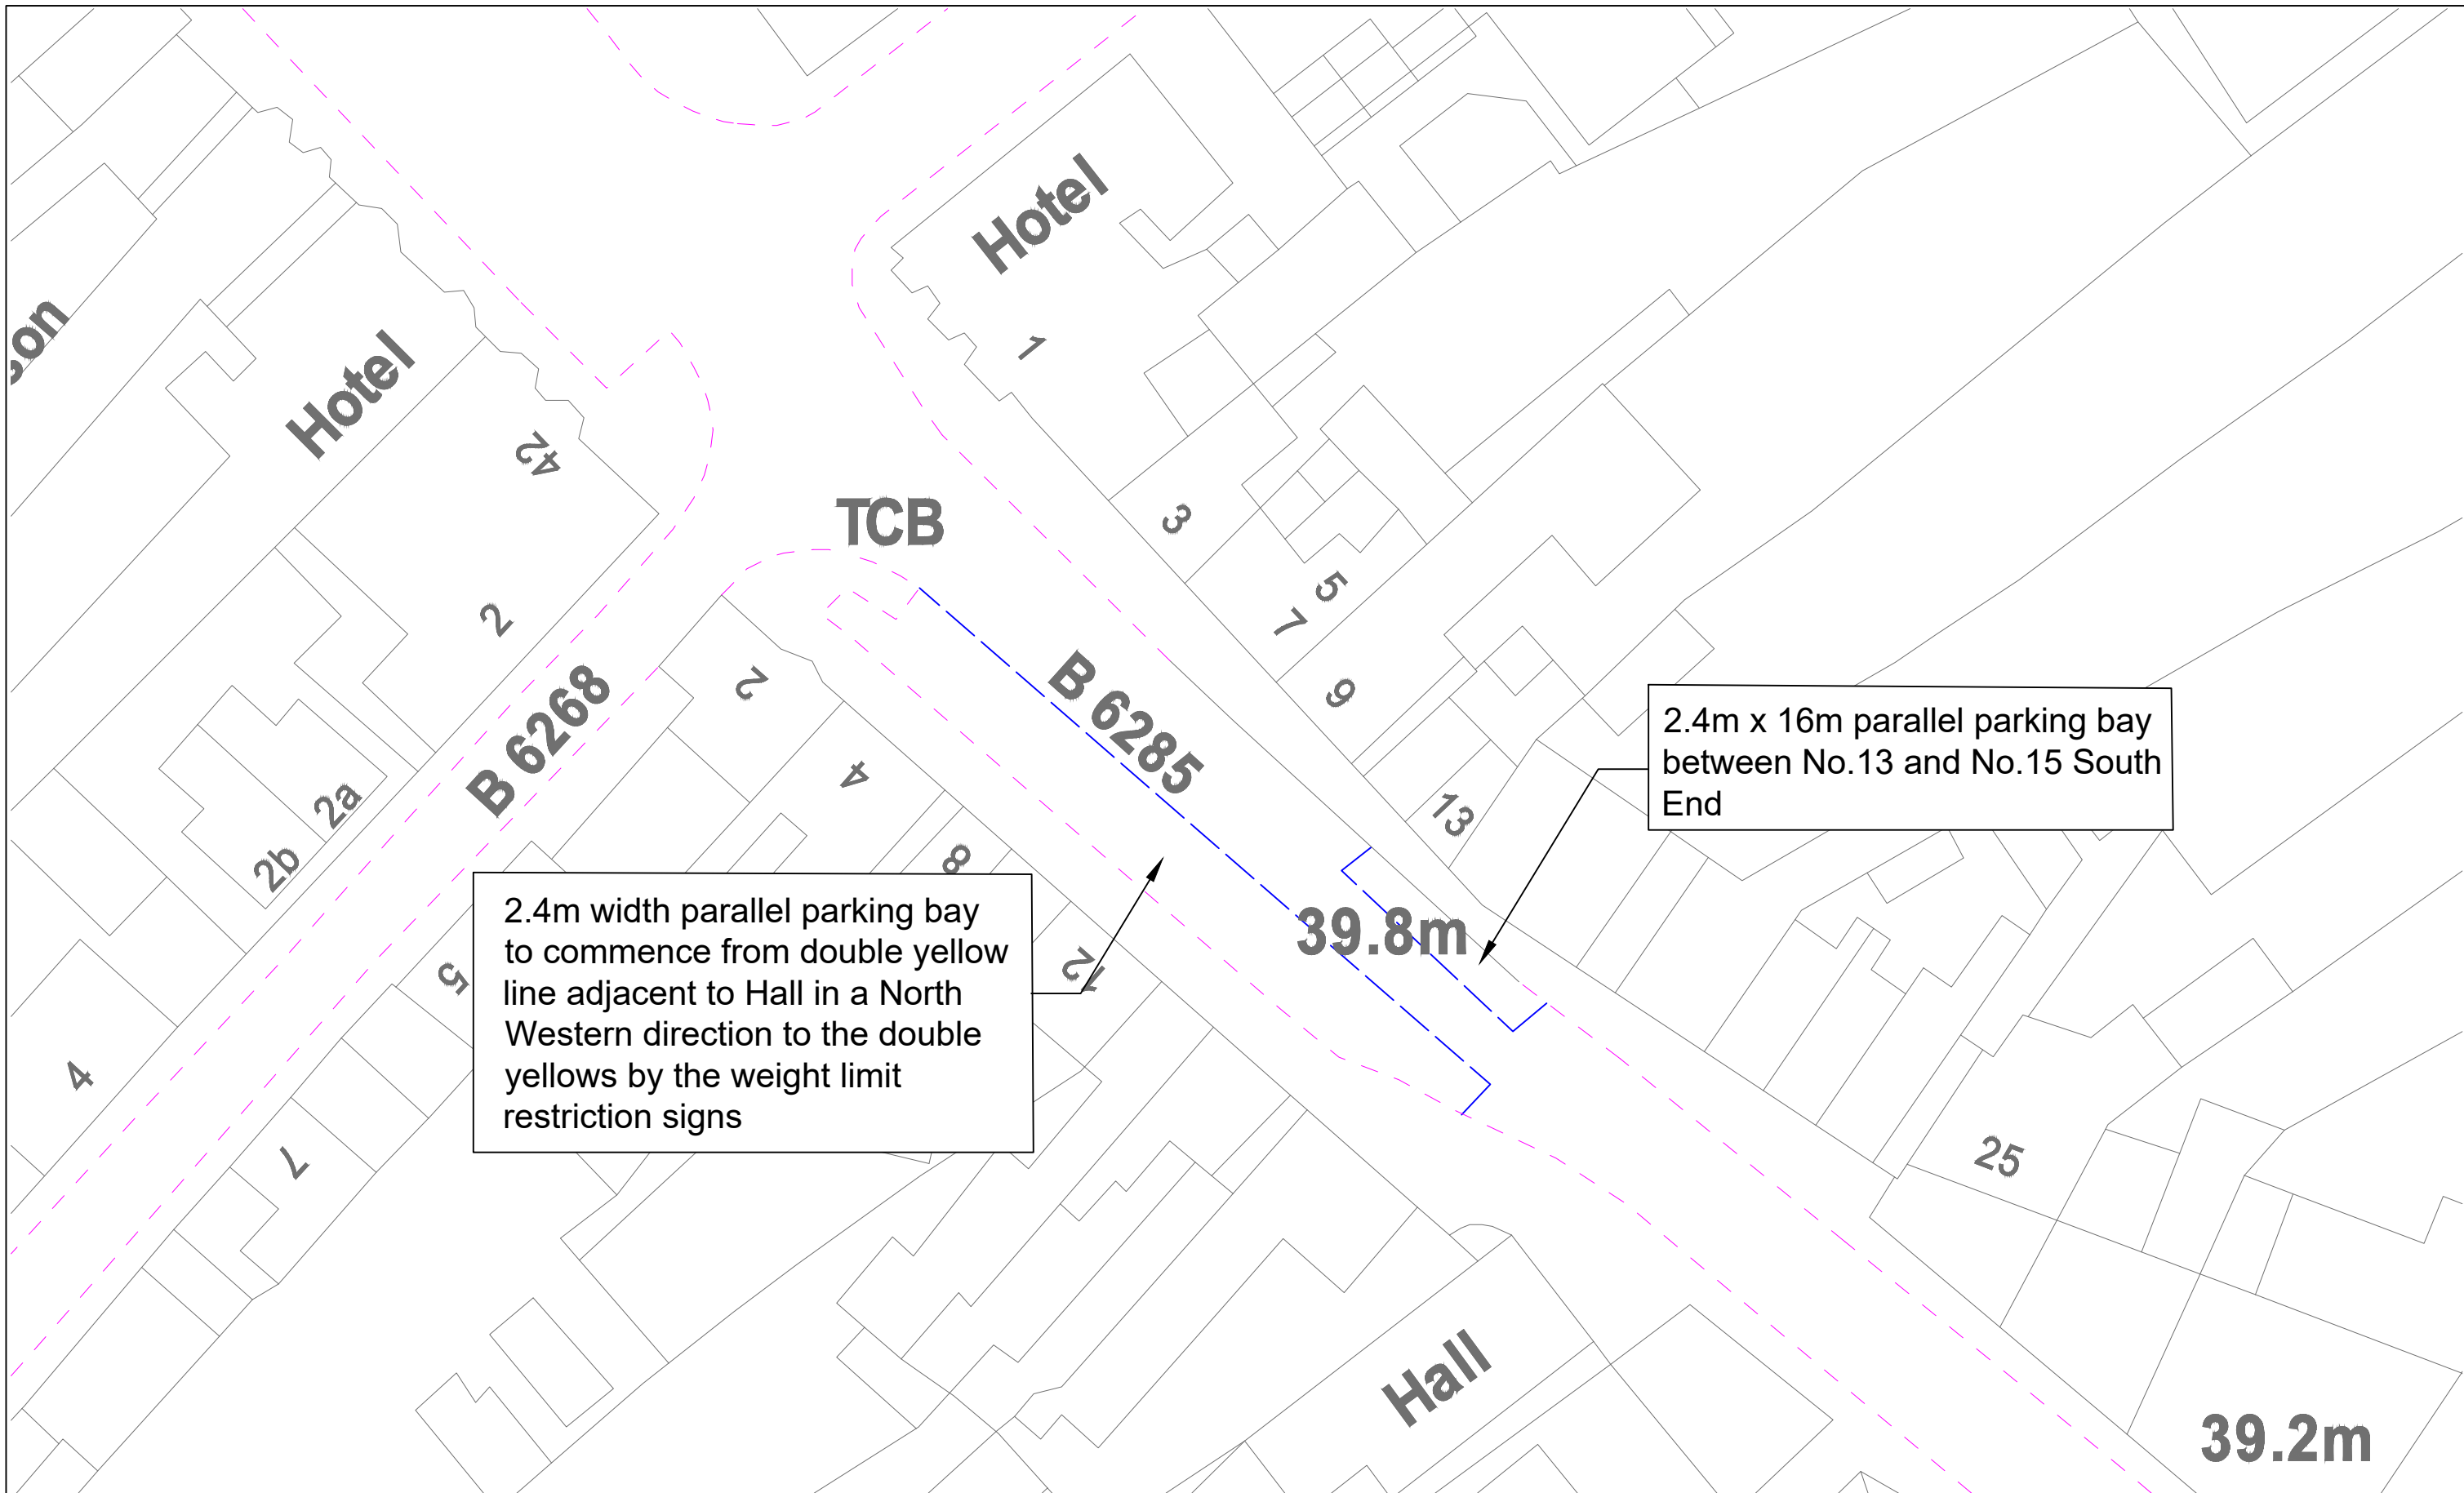 Hotel
1
son
Hotel
42
TCB
3
5
7
2
2
B 6268
B 6285
9
4
2a
13
2b
8
2.4m x 16m parallel parking bay
between No.13 and No.15 South
End
2.4m width parallel parking bay
to commence from double yellow
line adjacent to Hall in a North
Western direction to the double
yellows by the weight limit
restriction signs
39.8m
12
5
4
7
25
Hall
39.2m